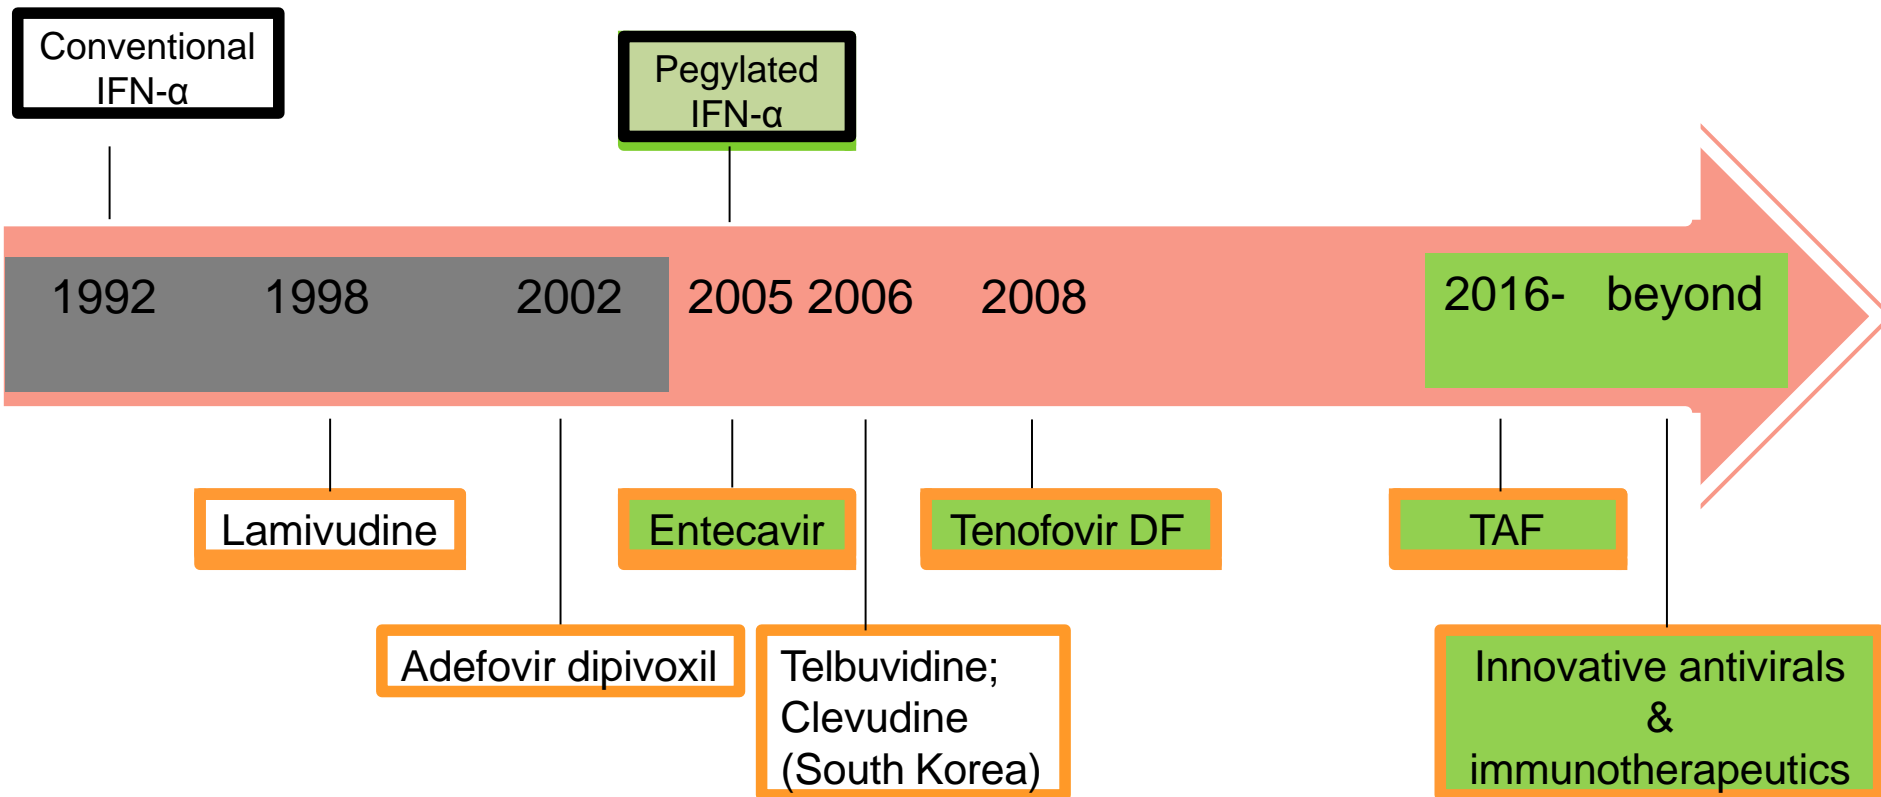 Conventional
IFN-α
Pegylated
IFN-α
1992 1998 2002 2005 2006 2008 2016- beyond
Lamivudine
Entecavir
Tenofovir DF
TAF
Adefovir dipivoxil
Telbuvidine;
Clevudine
(South Korea)
Innovative antivirals
&
immunotherapeutics